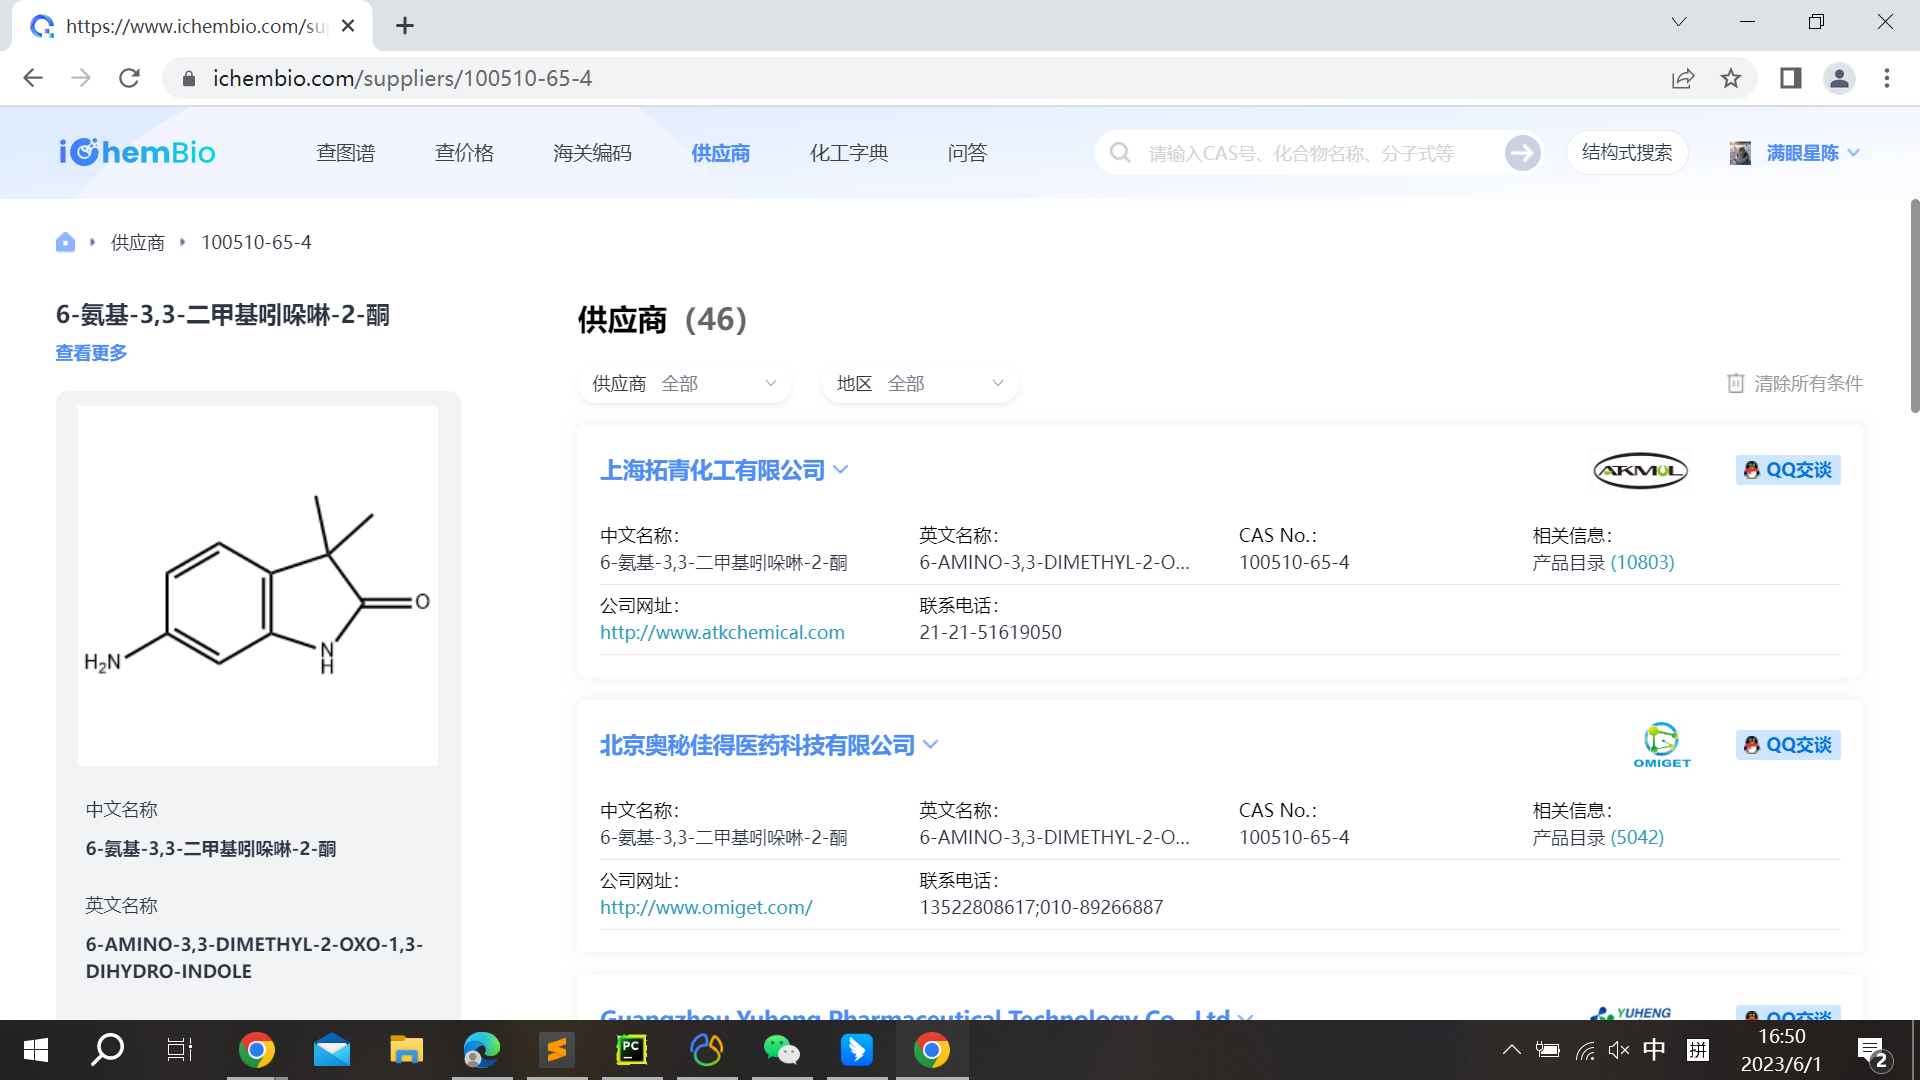 https://www.ichembio.com/su
ichembio.com/suppliers/100510-65-4
iChemBio
查图谱
查价格
海关编码
供应商
化工字典
问答
请输入CAS号、化合物名称、分子式等
结构式搜索
满眼星陈
供应商
100510-65-4
6-氨基-3,3-二甲基吲哚啉-2-酮
查看更多
O
N
H
H2N
中文名称
6-氨基-3,3-二甲基吲哚啉-2-酮
英文名称
6-AMINO-3,3-DIMETHYL-2-OXO-1,3-
DIHYDRO-INDOLE
供应商（46）
供应商 全部
地区 全部
清除所有条件
上海拓青化工有限公司
AKMOL
QQ交谈
中文名称：
英文名称：
CAS No.：
相关信息：
6-氨基-3,3-二甲基吲哚啉-2-酮
6-AMINO-3,3-DIMETHYL-2-O...
100510-65-4
产品目录 (10803)
公司网址：
联系电话：
http://www.atkchemical.com
21-21-51619050
北京奥秘佳得医药科技有限公司
OMIGET
QQ交谈
中文名称：
英文名称：
CAS No.：
相关信息：
6-氨基-3,3-二甲基吲哚啉-2-酮
6-AMINO-3,3-DIMETHYL-2-O...
100510-65-4
产品目录 (5042)
公司网址：
联系电话：
http://www.omiget.com/
13522808617;010-89266887
Guangzhou Yuheng Pharmaceutical Technology Co., Ltd
YUHENG
QQ交谈
PC
中
拼
16:50
2023/6/1
2